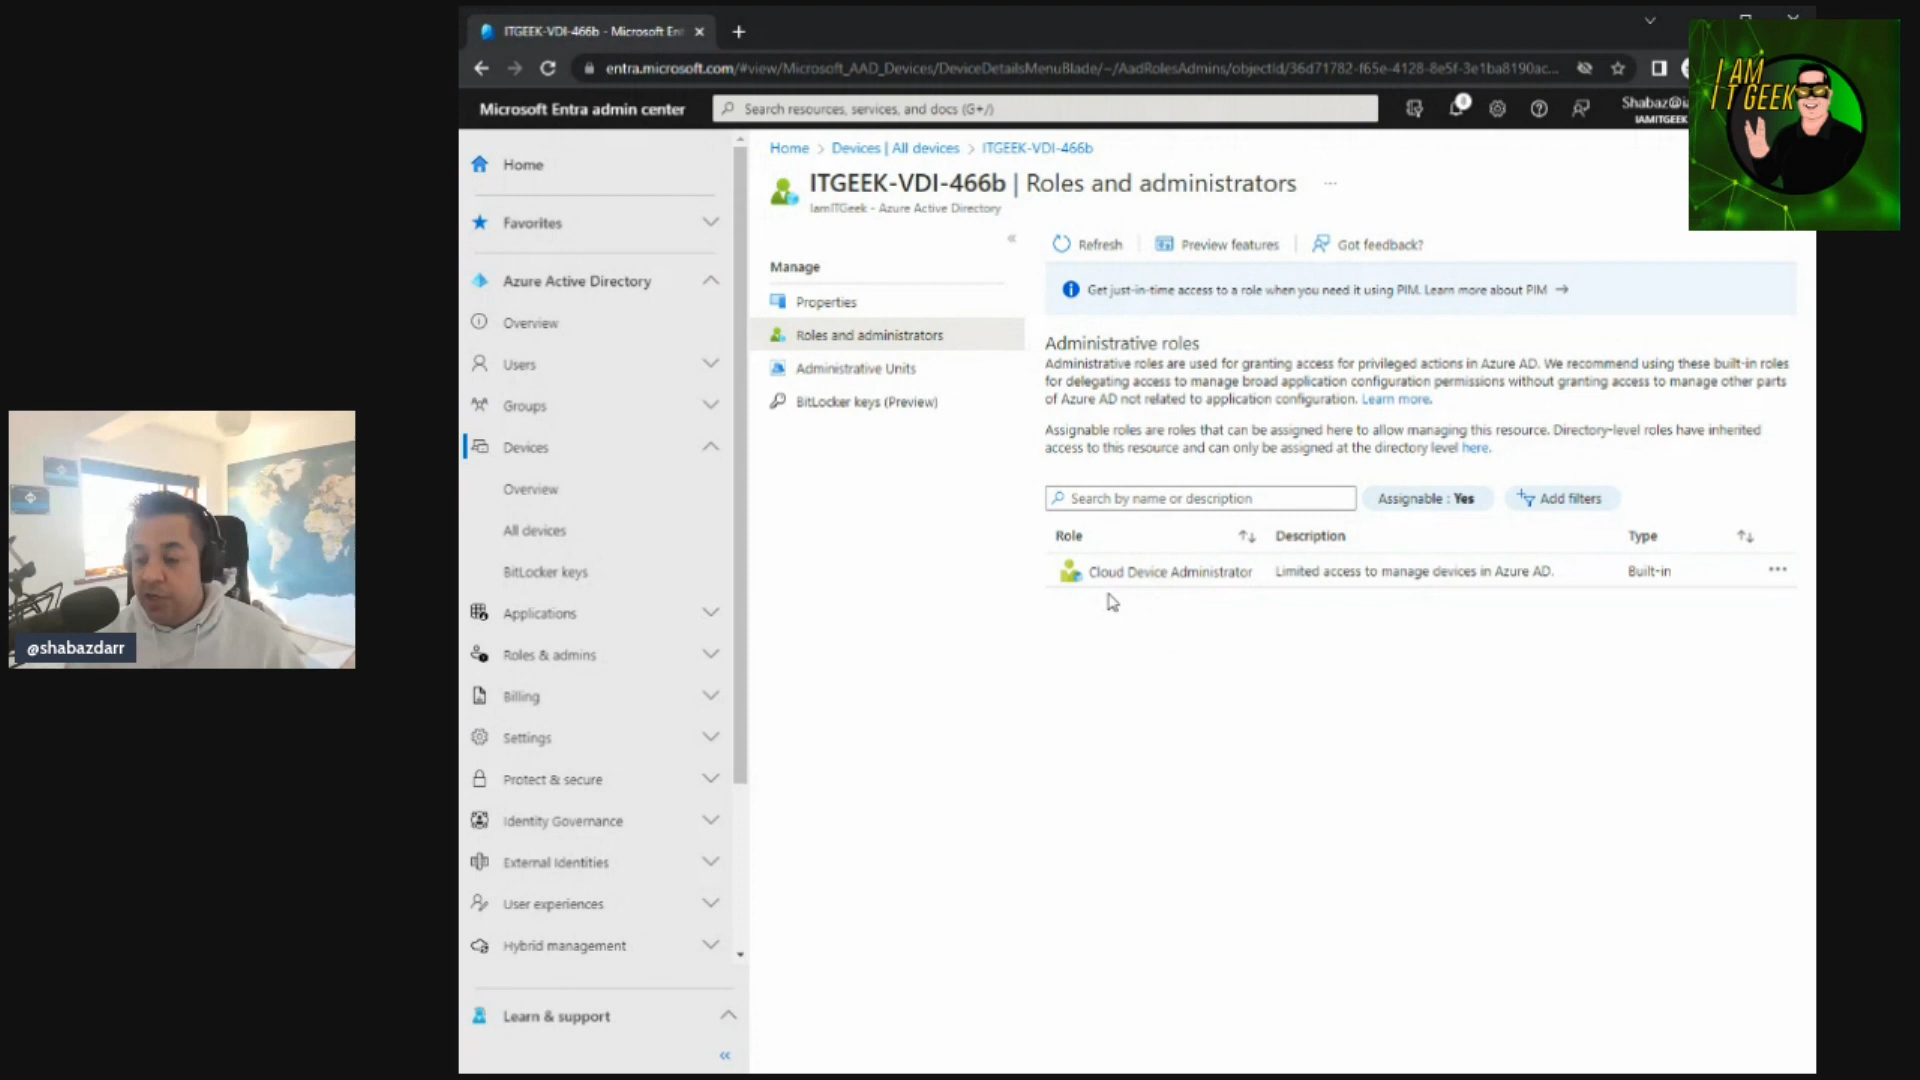 ITGEEK-VDI-466b - Microsoft En
entra.microsoft.com/#view/Microsoft_AAD_Devices/DeviceDetailsMenuBlade/~/AadRolesAdmins/objectId/36d71782-f65e-4128-8e5f-3e1ba8190ac...
Microsoft Entra admin center
Search resources, services, and docs (G+/)
0
Shabaz@ia
IAMITGEEK
I AM
IT GEEK
Home
Favorites
Azure Active Directory
Overview
Users
Groups
Devices
Overview
All devices
BitLocker keys
Applications
Roles & admins
Billing
Settings
Protect & secure
Identity Governance
External Identities
User experiences
Hybrid management
Learn & support
Home > Devices | All devices > ITGEEK-VDI-466b
ITGEEK-VDI-466b | Roles and administrators ...
IamITGeek - Azure Active Directory
Manage
Properties
Roles and administrators
Administrative Units
BitLocker keys (Preview)
Refresh
Preview features
Got feedback?
Get just-in-time access to a role when you need it using PIM. Learn more about PIM →
Administrative roles
Administrative roles are used for granting access for privileged actions in Azure AD. We recommend using these built-in roles
for delegating access to manage broad application configuration permissions without granting access to manage other parts
of Azure AD not related to application configuration. Learn more.
Assignable roles are roles that can be assigned here to allow managing this resource. Directory-level roles have inherited
access to this resource and can only be assigned at the directory level here.
Search by name or description
Assignable : Yes
Add filters
Role Description Type
Cloud Device Administrator Limited access to manage devices in Azure AD. Built-in ...
@shabazdarr